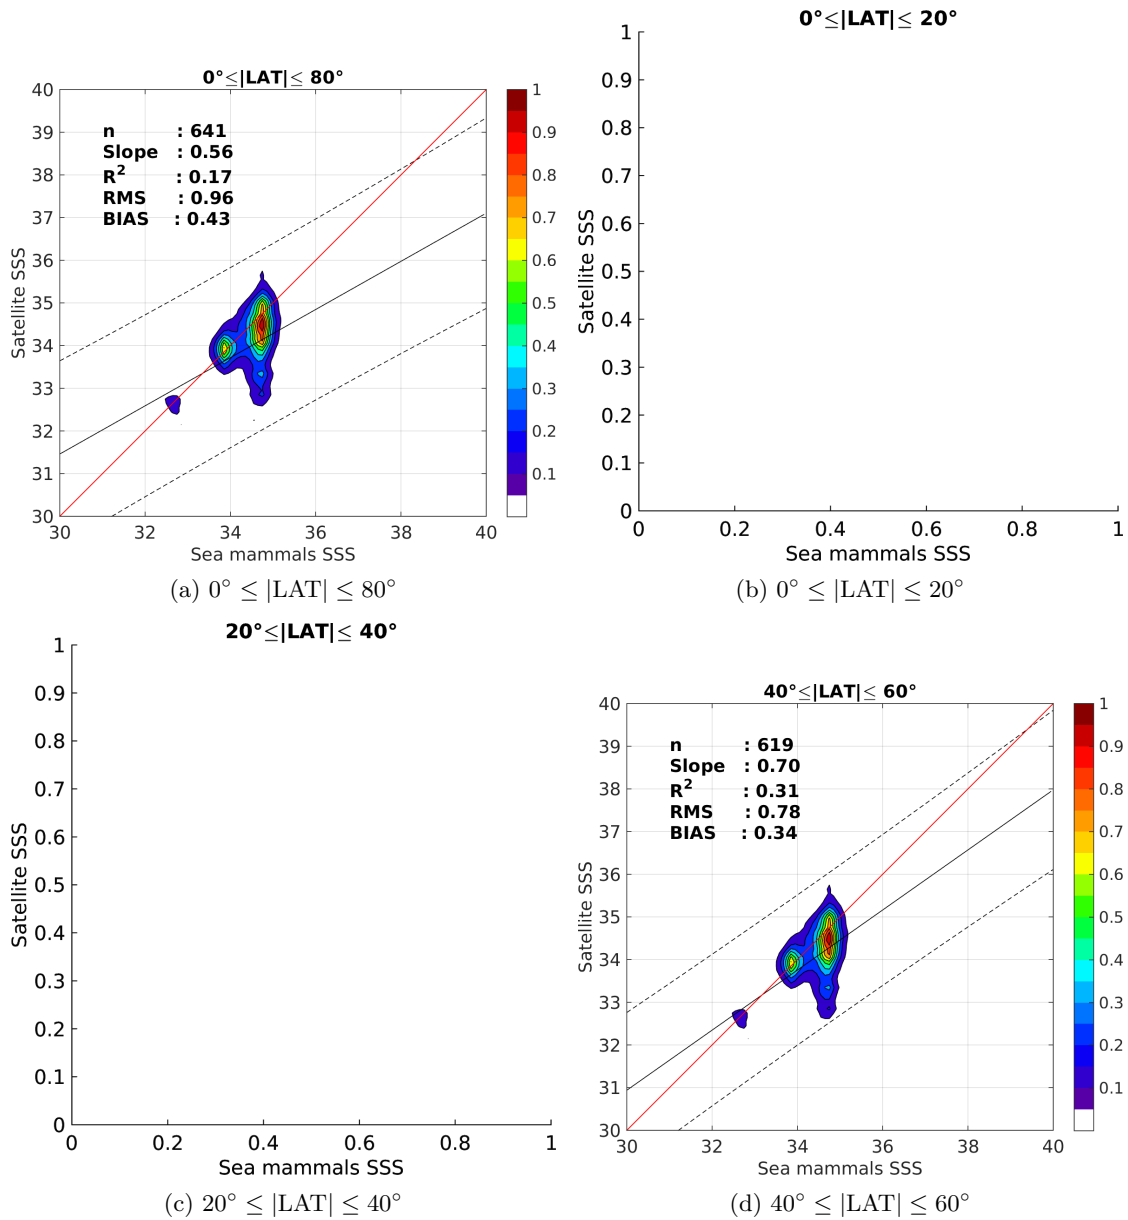 0°≤|LAT|≤ 80°
n : 641
Slope : 0.56
R² : 0.17
RMS : 0.96
BIAS : 0.43
40
39
38
37
36
35
34
33
32
31
30
Satellite SSS
30 32 34 36 38 40
Sea mammals SSS
1
0.9
0.8
0.7
0.6
0.5
0.4
0.3
0.2
0.1
(a) 0° ≤ |LAT| ≤ 80°
0°≤|LAT|≤ 20°
1
0.9
0.8
0.7
0.6
0.5
0.4
0.3
0.2
0.1
0
Satellite SSS
0 0.2 0.4 0.6 0.8 1
Sea mammals SSS
(b) 0° ≤ |LAT| ≤ 20°
20°≤|LAT|≤ 40°
1
0.9
0.8
0.7
0.6
0.5
0.4
0.3
0.2
0.1
0
Satellite SSS
0 0.2 0.4 0.6 0.8 1
Sea mammals SSS
(c) 20° ≤ |LAT| ≤ 40°
40°≤|LAT|≤ 60°
n : 619
Slope : 0.70
R² : 0.31
RMS : 0.78
BIAS : 0.34
40
39
38
37
36
35
34
33
32
31
30
Satellite SSS
30 32 34 36 38 40
Sea mammals SSS
1
0.9
0.8
0.7
0.6
0.5
0.4
0.3
0.2
0.1
(d) 40° ≤ |LAT| ≤ 60°